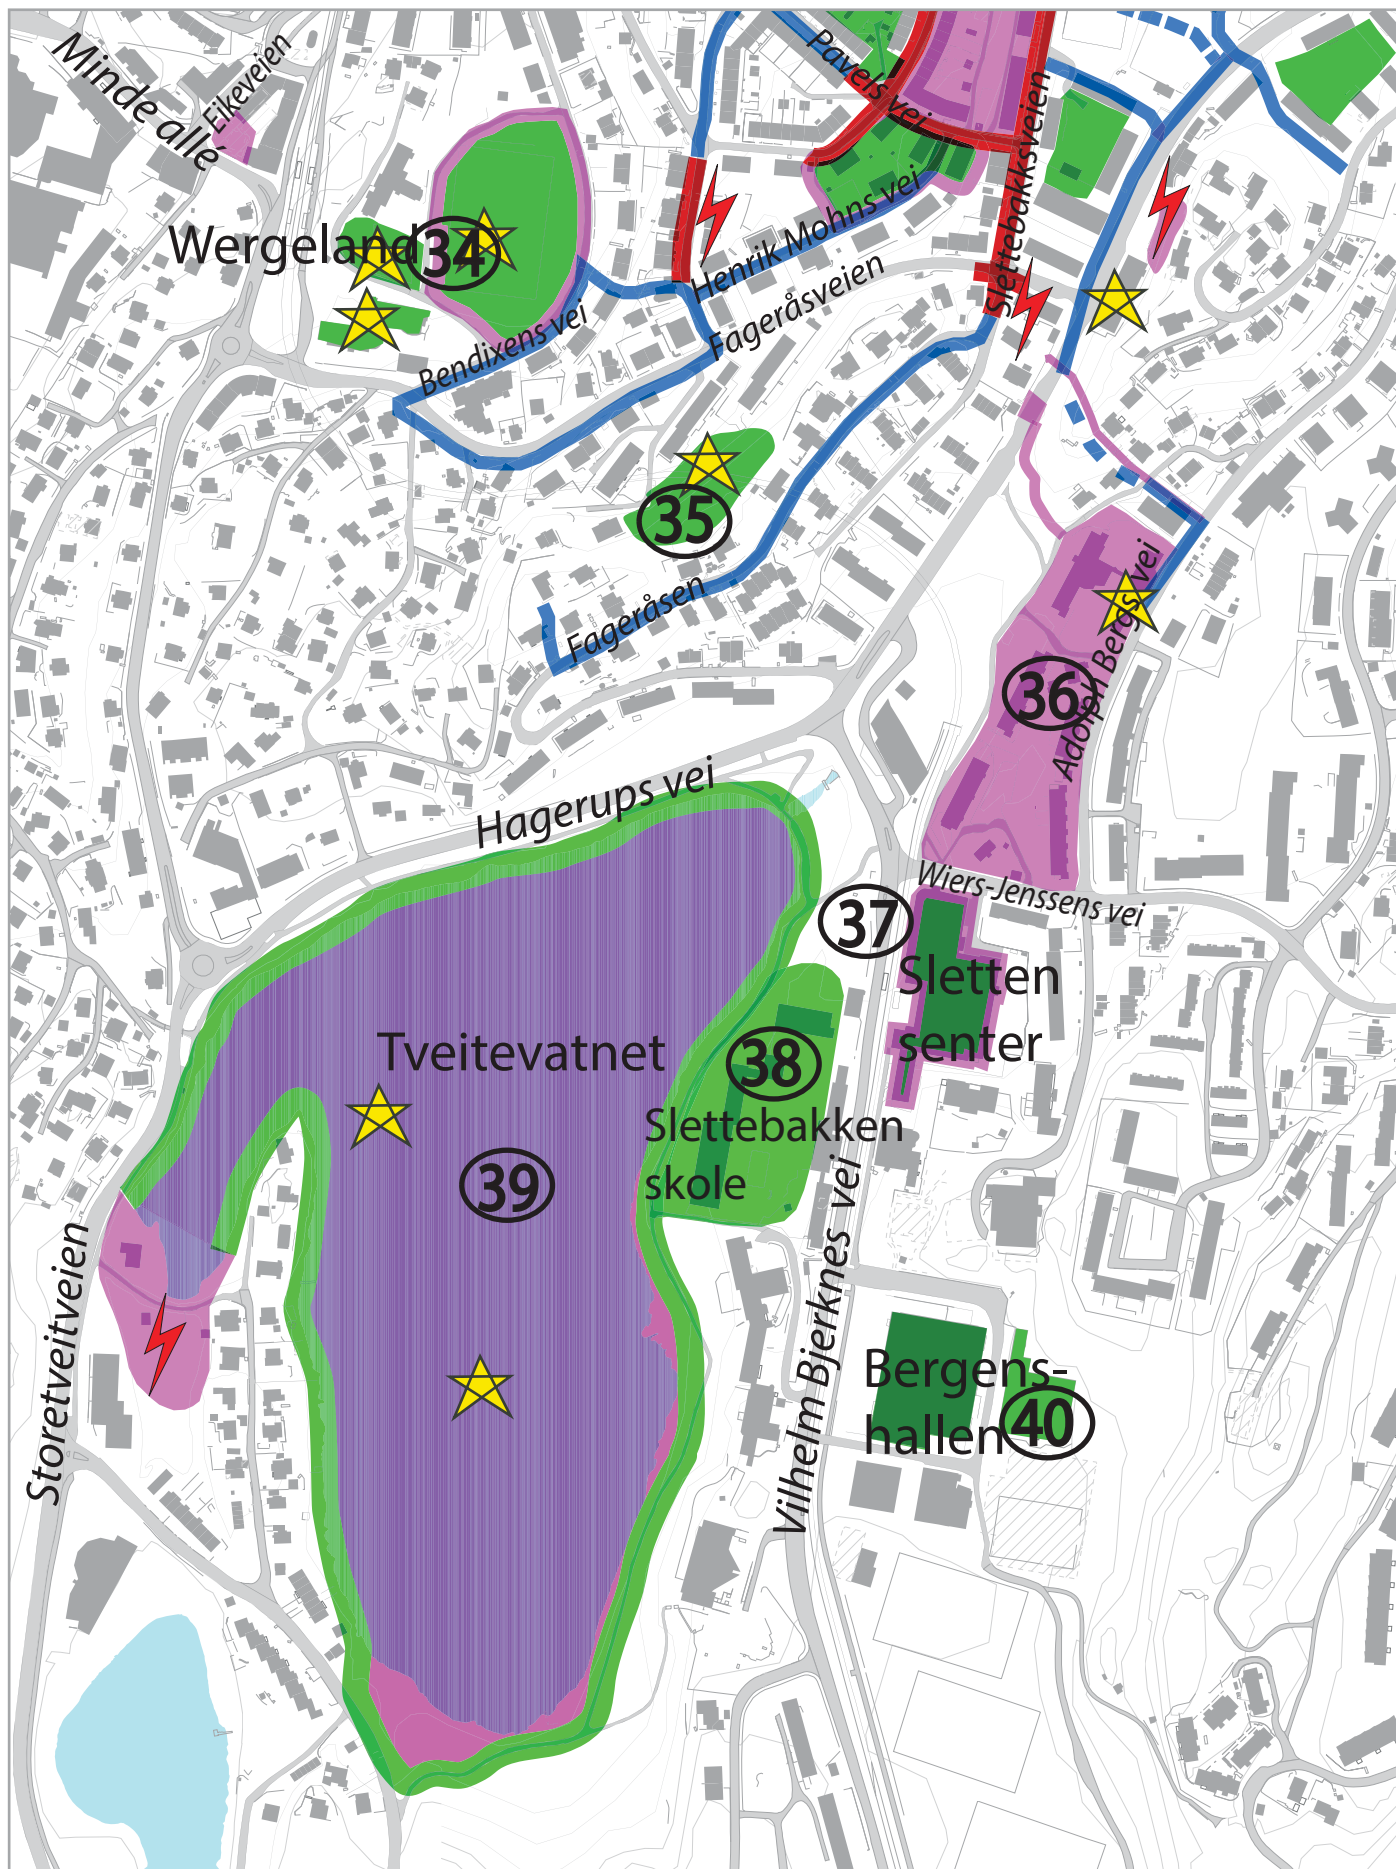 Minde allé
Eikeveien
Pavels vei
Slettebakksveien
Wergeland
34
Henrik Mohns vei
Fageråsveien
Bendixens vei
35
Fageråsen
Adolph Bergs vei
36
Hagerups vei
Wiers-Jenssens vei
37
Sletten
senter
Tveitevatnet
38
Slettebakken
skole
39
Storetveitveien
Vilhelm Bjerknes vei
Bergens-
hallen
40